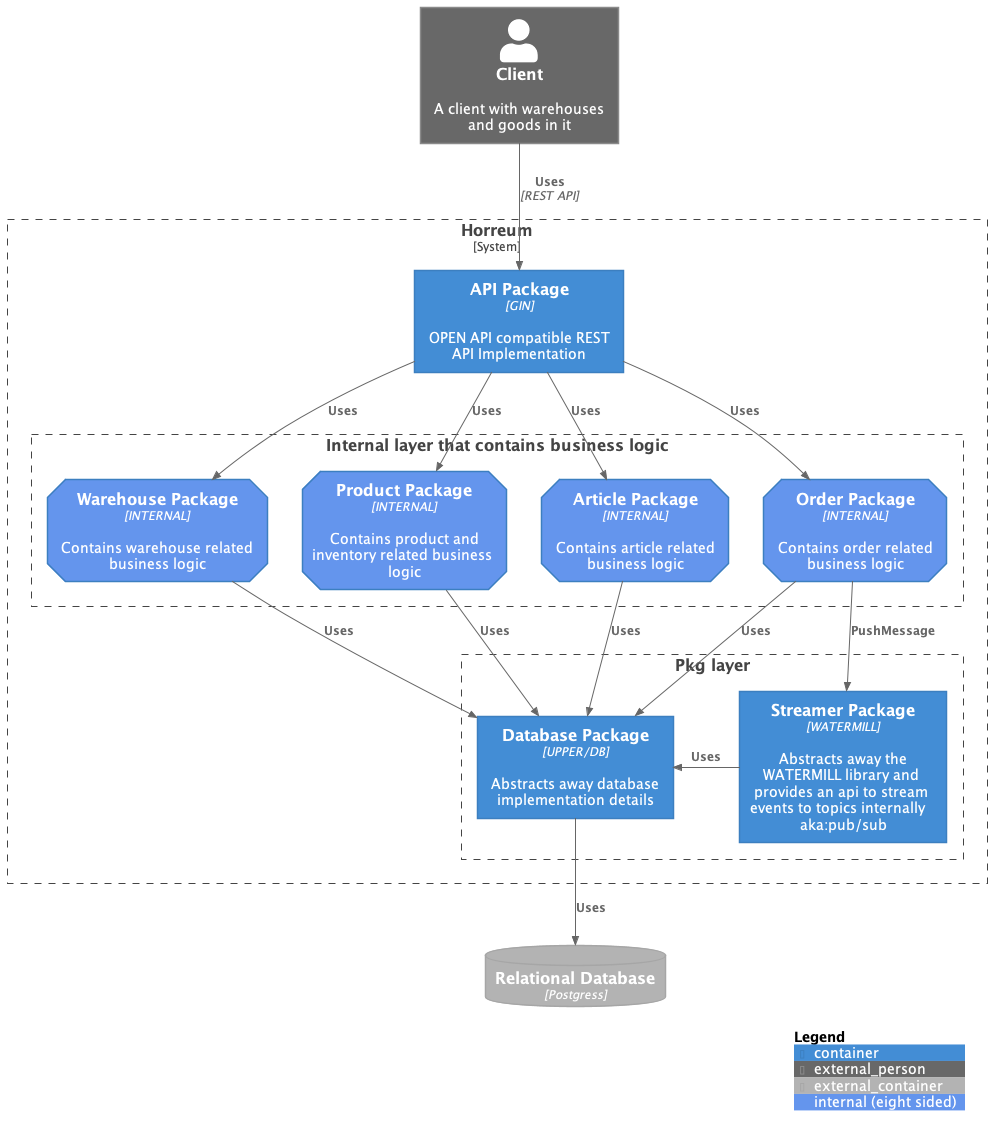 Client
A client with warehouses
and goods in it
Uses
[REST API]
Horreum
[System]
API Package
[GIN]
OPEN API compatible REST
API Implementation
Uses
Uses
Uses
Uses
Internal layer that contains business logic
Warehouse Package
[INTERNAL]
Contains warehouse related
business logic
Product Package
[INTERNAL]
Contains product and
inventory related business
logic
Article Package
[INTERNAL]
Contains article related
business logic
Order Package
[INTERNAL]
Contains order related
business logic
Uses
Uses
Uses
Uses
PushMessage
Pkg layer
Database Package
[UPPER/DB]
Abstracts away database
implementation details
Uses
Streamer Package
[WATERMILL]
Abstracts away the
WATERMILL library and
provides an api to stream
events to topics internally
aka:pub/sub
Uses
Relational Database
[Postgress]
Legend
container
external_person
external_container
internal (eight sided)